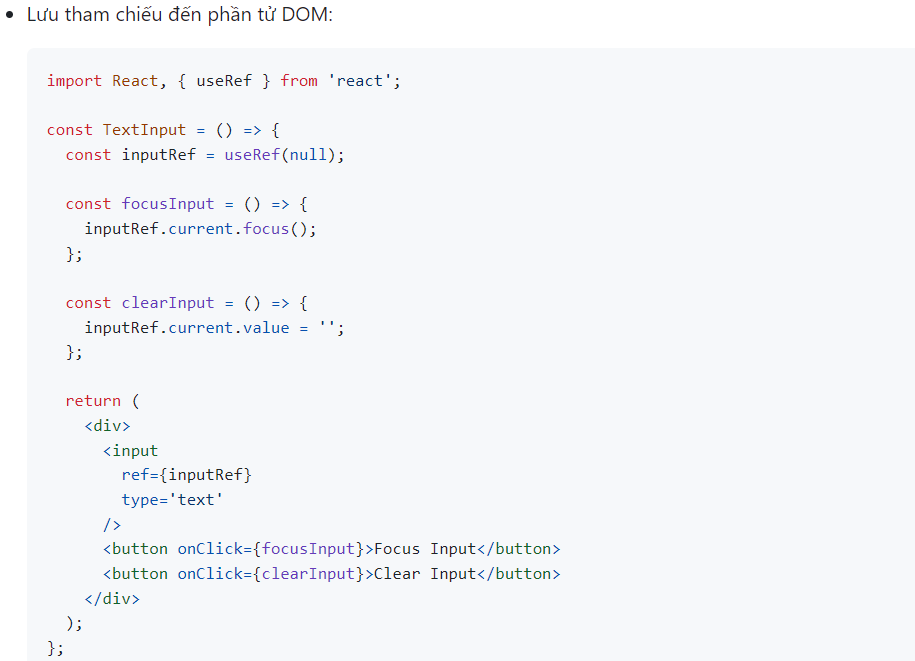 • Lưu tham chiếu đến phần tử DOM:
import React, { useRef } from 'react';
const TextInput = () => {
  const inputRef = useRef(null);
  const focusInput = () => {
    inputRef.current.focus();
  };
  const clearInput = () => {
    inputRef.current.value = '';
  };
  return (
    <div>
      <input
        ref={inputRef}
        type='text'
      />
      <button onClick={focusInput}>Focus Input</button>
      <button onClick={clearInput}>Clear Input</button>
    </div>
  );
};